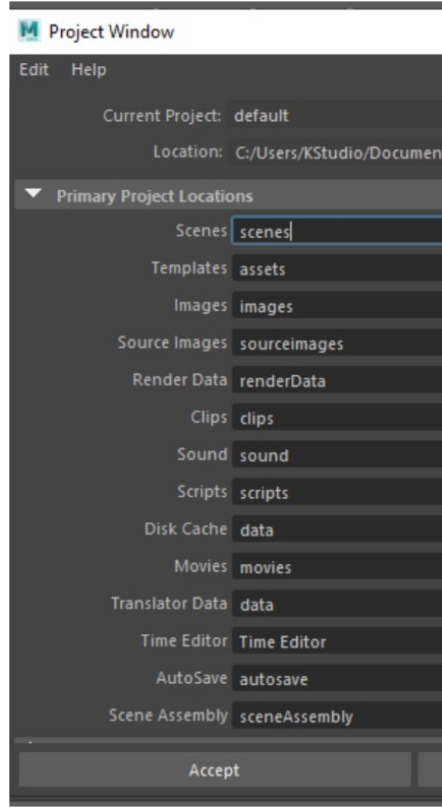 M Project Window
Edit Help
Current Project: default
Location: C:/Users/KStudio/Documen
Primary Project Locations
Scenes scenes
Templates assets
Images images
Source Images sourceimages
Render Data renderData
Clips clips
Sound sound
Scripts scripts
Disk Cache data
Movies movies
Translator Data data
Time Editor Time Editor
AutoSave autosave
Scene Assembly sceneAssembly
Accept